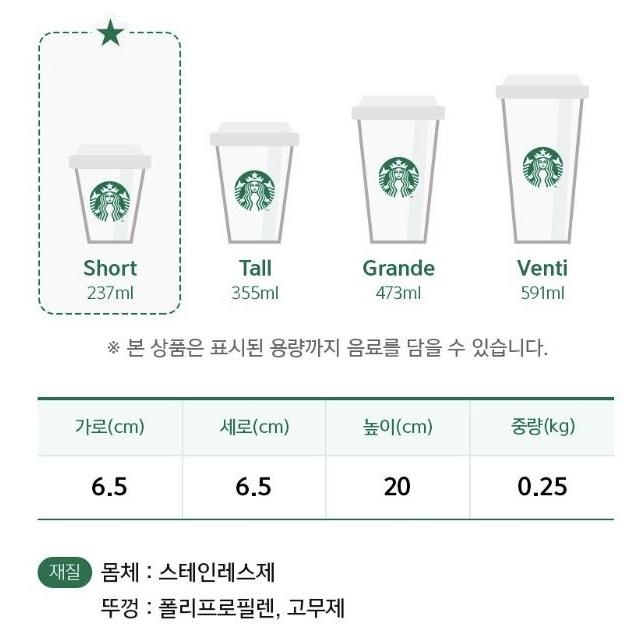 Short Tall Grande Venti
237ml 355ml 473ml 591ml
※ 본 상품은 표시된 용량까지 음료를 담을 수 있습니다.
가로(cm) 세로(cm) 높이(cm) 중량(kg)
6.5 6.5 20 0.25
재질 몸체 : 스테인레스제
뚜껑 : 폴리프로필렌, 고무제